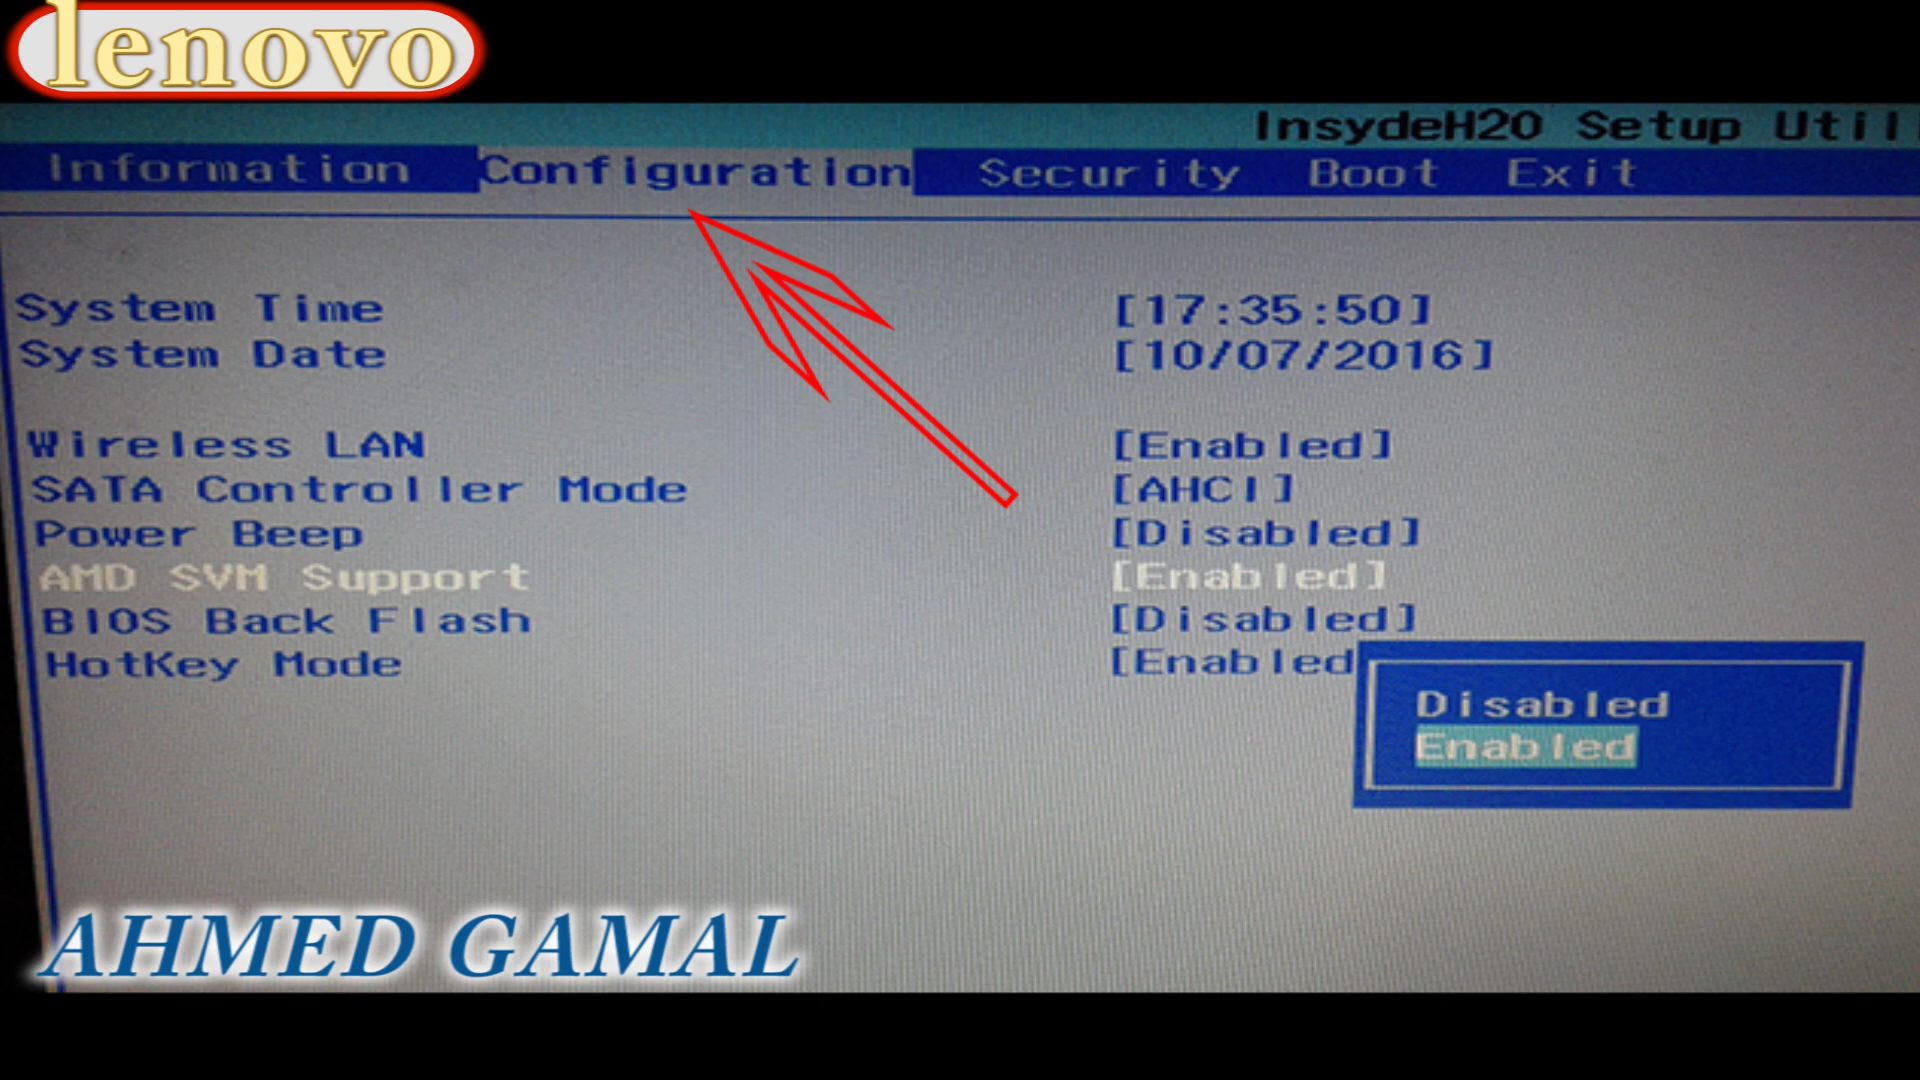 lenovo
InsydeH20 Setup Util
Information Configuration Security Boot Exit
System Time [17:35:50]
System Date [10/07/2016]
Wireless LAN [Enabled]
SATA Controller Mode [AHCI]
Power Beep [Disabled]
AMD SVM Support [Enabled]
BIOS Back Flash [Disabled]
HotKey Mode [Enabled
Disabled
Enabled
AHMED GAMAL